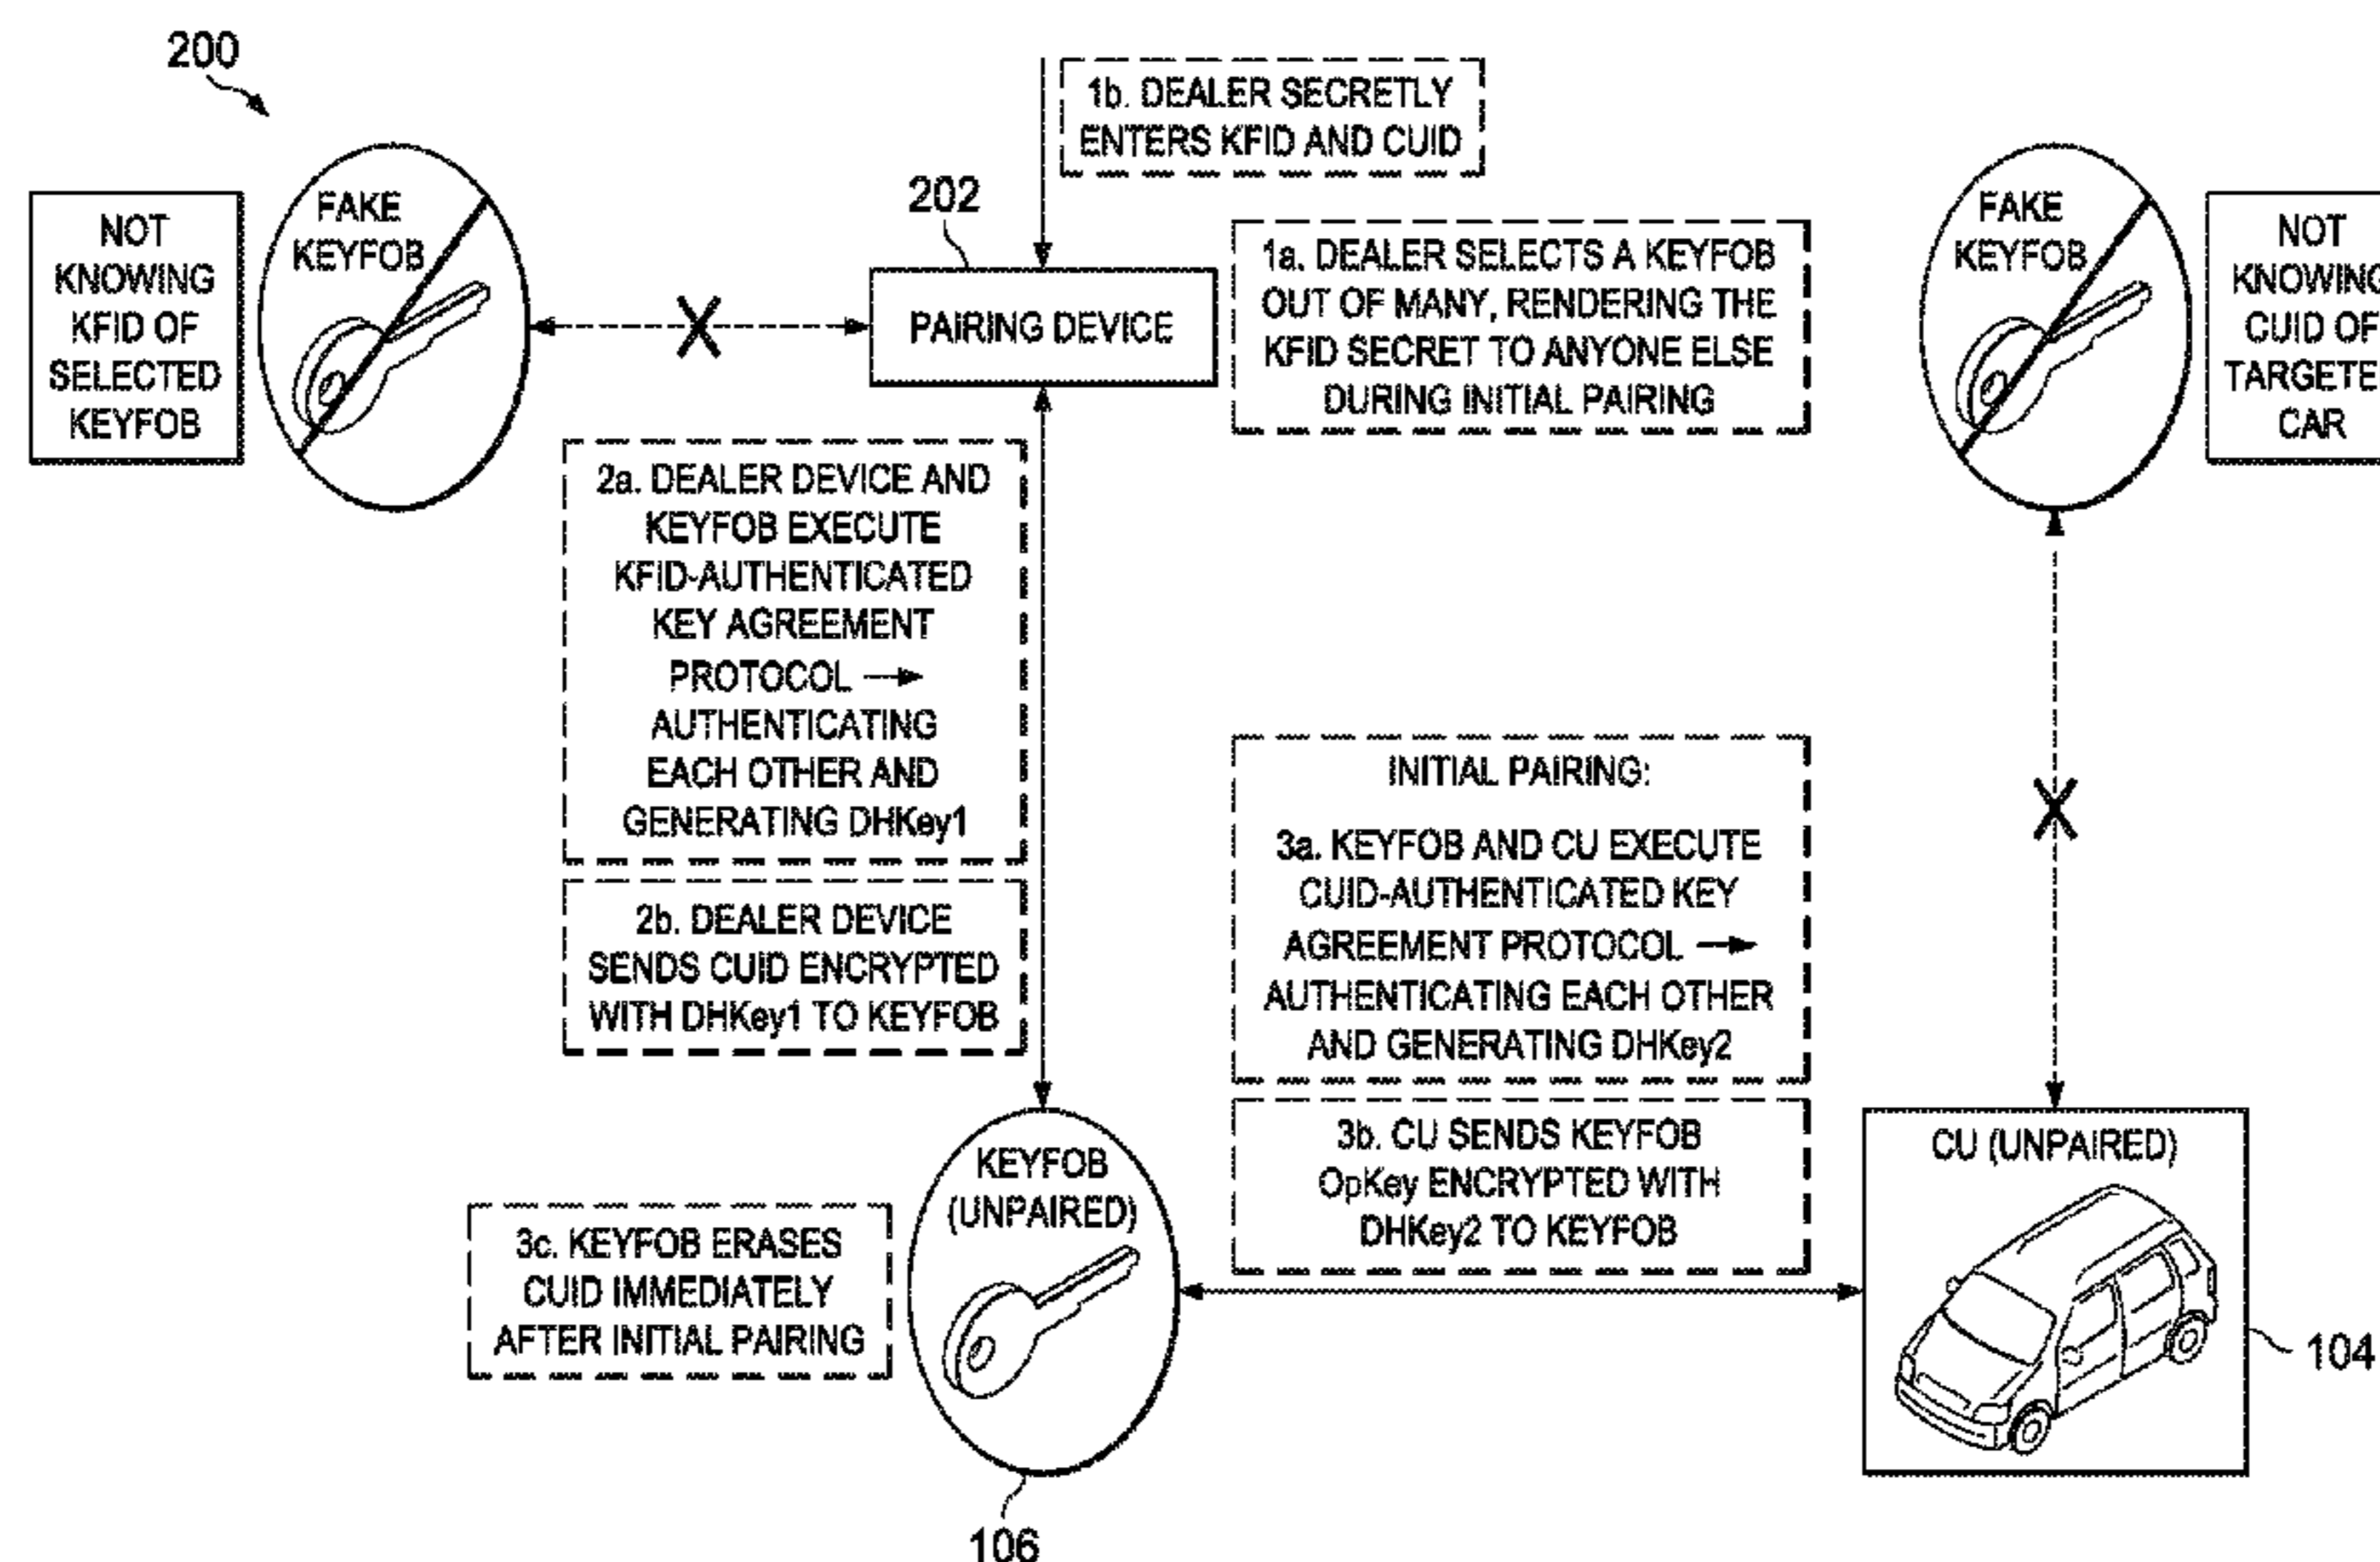 200
1b. DEALER SECRETLY
ENTERS KFID AND CUID
NOT
KNOWING
KFID OF
SELECTED
KEYFOB
FAKE
KEYFOB
202
PAIRING DEVICE
1a. DEALER SELECTS A KEYFOB
OUT OF MANY, RENDERING THE
KFID SECRET TO ANYONE ELSE
DURING INITIAL PAIRING
FAKE
KEYFOB
NOT
KNOWING
CUID OF
TARGETE
CAR
2a. DEALER DEVICE AND
KEYFOB EXECUTE
KFID-AUTHENTICATED
KEY AGREEMENT
PROTOCOL →
AUTHENTICATING
EACH OTHER AND
GENERATING DHKey1
2b. DEALER DEVICE
SENDS CUID ENCRYPTED
WITH DHKey1 TO KEYFOB
INITIAL PAIRING:
3a. KEYFOB AND CU EXECUTE
CUID-AUTHENTICATED KEY
AGREEMENT PROTOCOL →
AUTHENTICATING EACH OTHER
AND GENERATING DHKey2
3b. CU SENDS KEYFOB
OpKey ENCRYPTED WITH
DHKey2 TO KEYFOB
3c. KEYFOB ERASES
CUID IMMEDIATELY
AFTER INITIAL PAIRING
KEYFOB
(UNPAIRED)
106
CU (UNPAIRED)
104